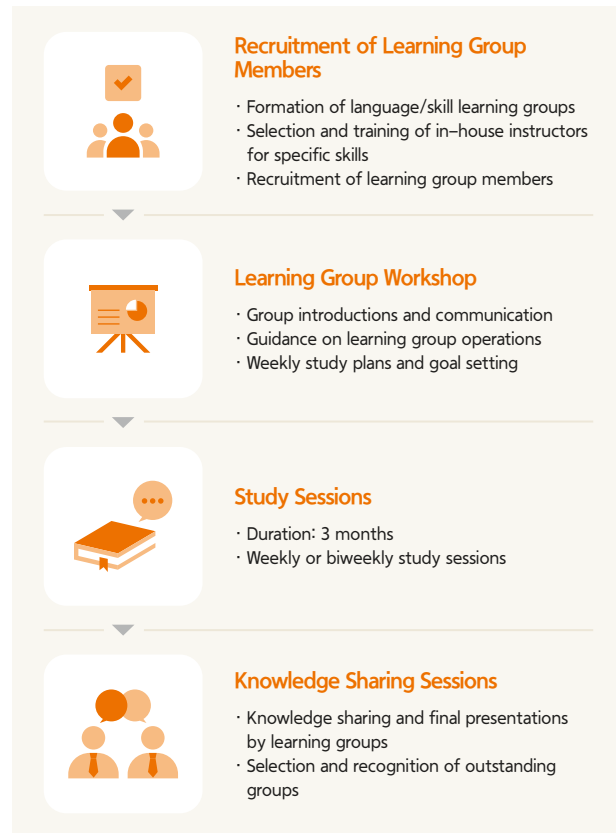 Recruitment of Learning Group
Members
· Formation of language/skill learning groups
· Selection and training of in-house instructors
for specific skills
· Recruitment of learning group members
Learning Group Workshop
· Group introductions and communication
· Guidance on learning group operations
· Weekly study plans and goal setting
Study Sessions
· Duration: 3 months
· Weekly or biweekly study sessions
Knowledge Sharing Sessions
· Knowledge sharing and final presentations
by learning groups
· Selection and recognition of outstanding
groups